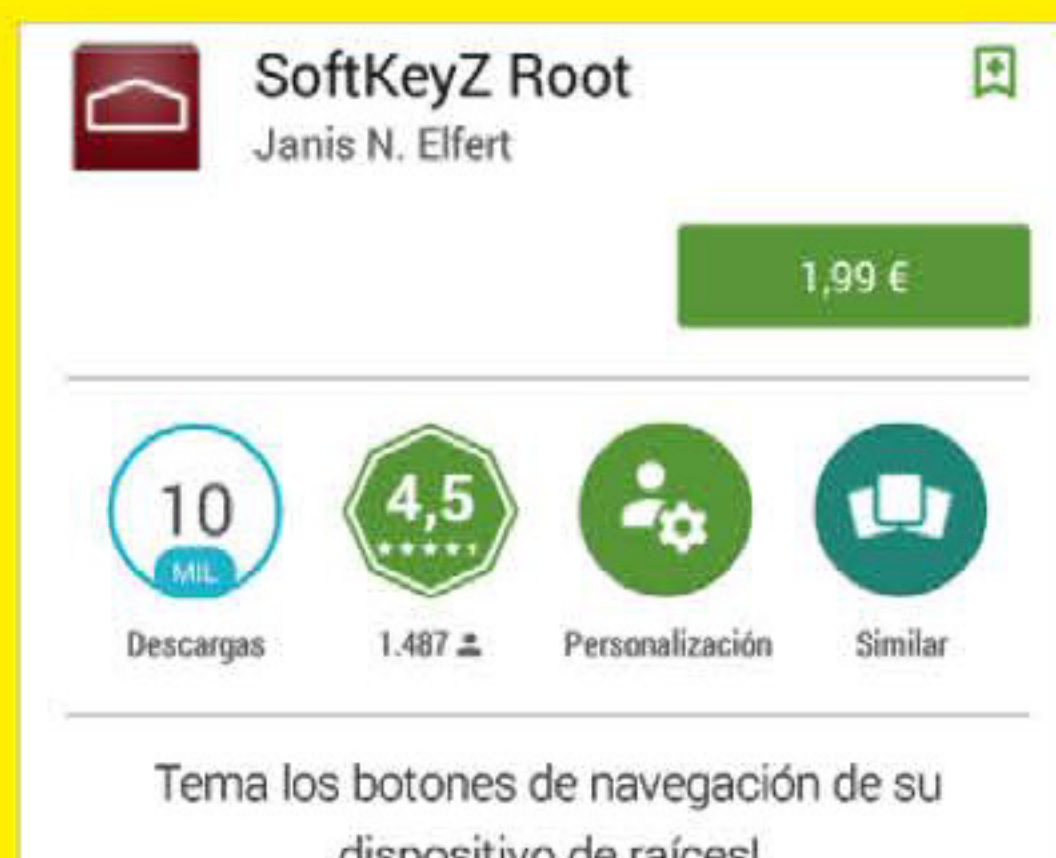 SoftKeyZ Root
Janis N. Elfert
1,99 €
10
MIL
4,5
Descargas
1.487
Personalización
Similar
Tema los botones de navegación de su
dispositivo de raíces!